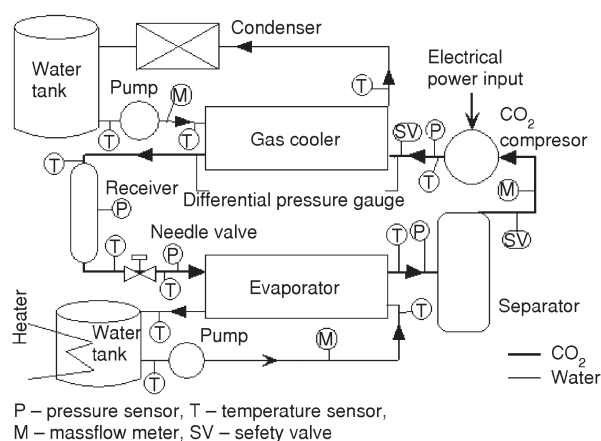 Condenser
Water
tank
Pump
M
T
T
T
Gas cooler
Electrical
power input
CO2
compresor
SV
P
T
M
SV
T
Receiver
P
Differential pressure gauge
Needle valve
T
P
T
Evaporator
T
P
Separator
T
Heater
Water
tank
T
Pump
M
T
CO2
Water
P – pressure sensor, T – temperature sensor,
M – massflow meter, SV – sefety valve